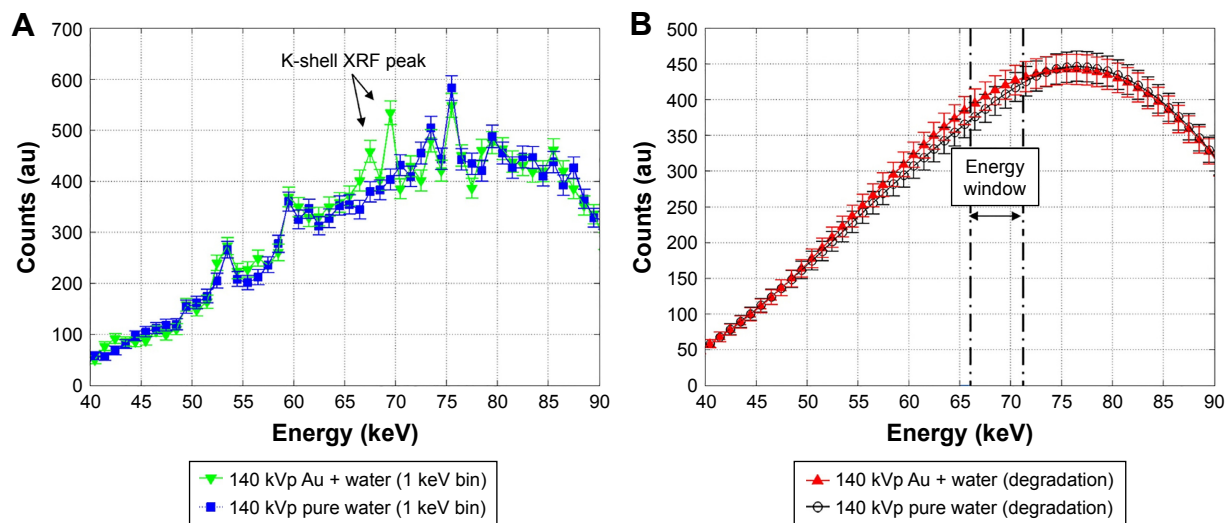 A
Counts (au)
700
600
500
400
300
200
100
0
K-shell XRF peak
40 45 50 55 60 65 70 75 80 85 90
Energy (keV)
140 kVp Au + water (1 keV bin)
140 kVp pure water (1 keV bin)
B
Counts (au)
500
450
400
350
300
250
200
150
100
50
0
Energy
window
40 45 50 55 60 65 70 75 80 85 90
Energy (keV)
140 kVp Au + water (degradation)
140 kVp pure water (degradation)